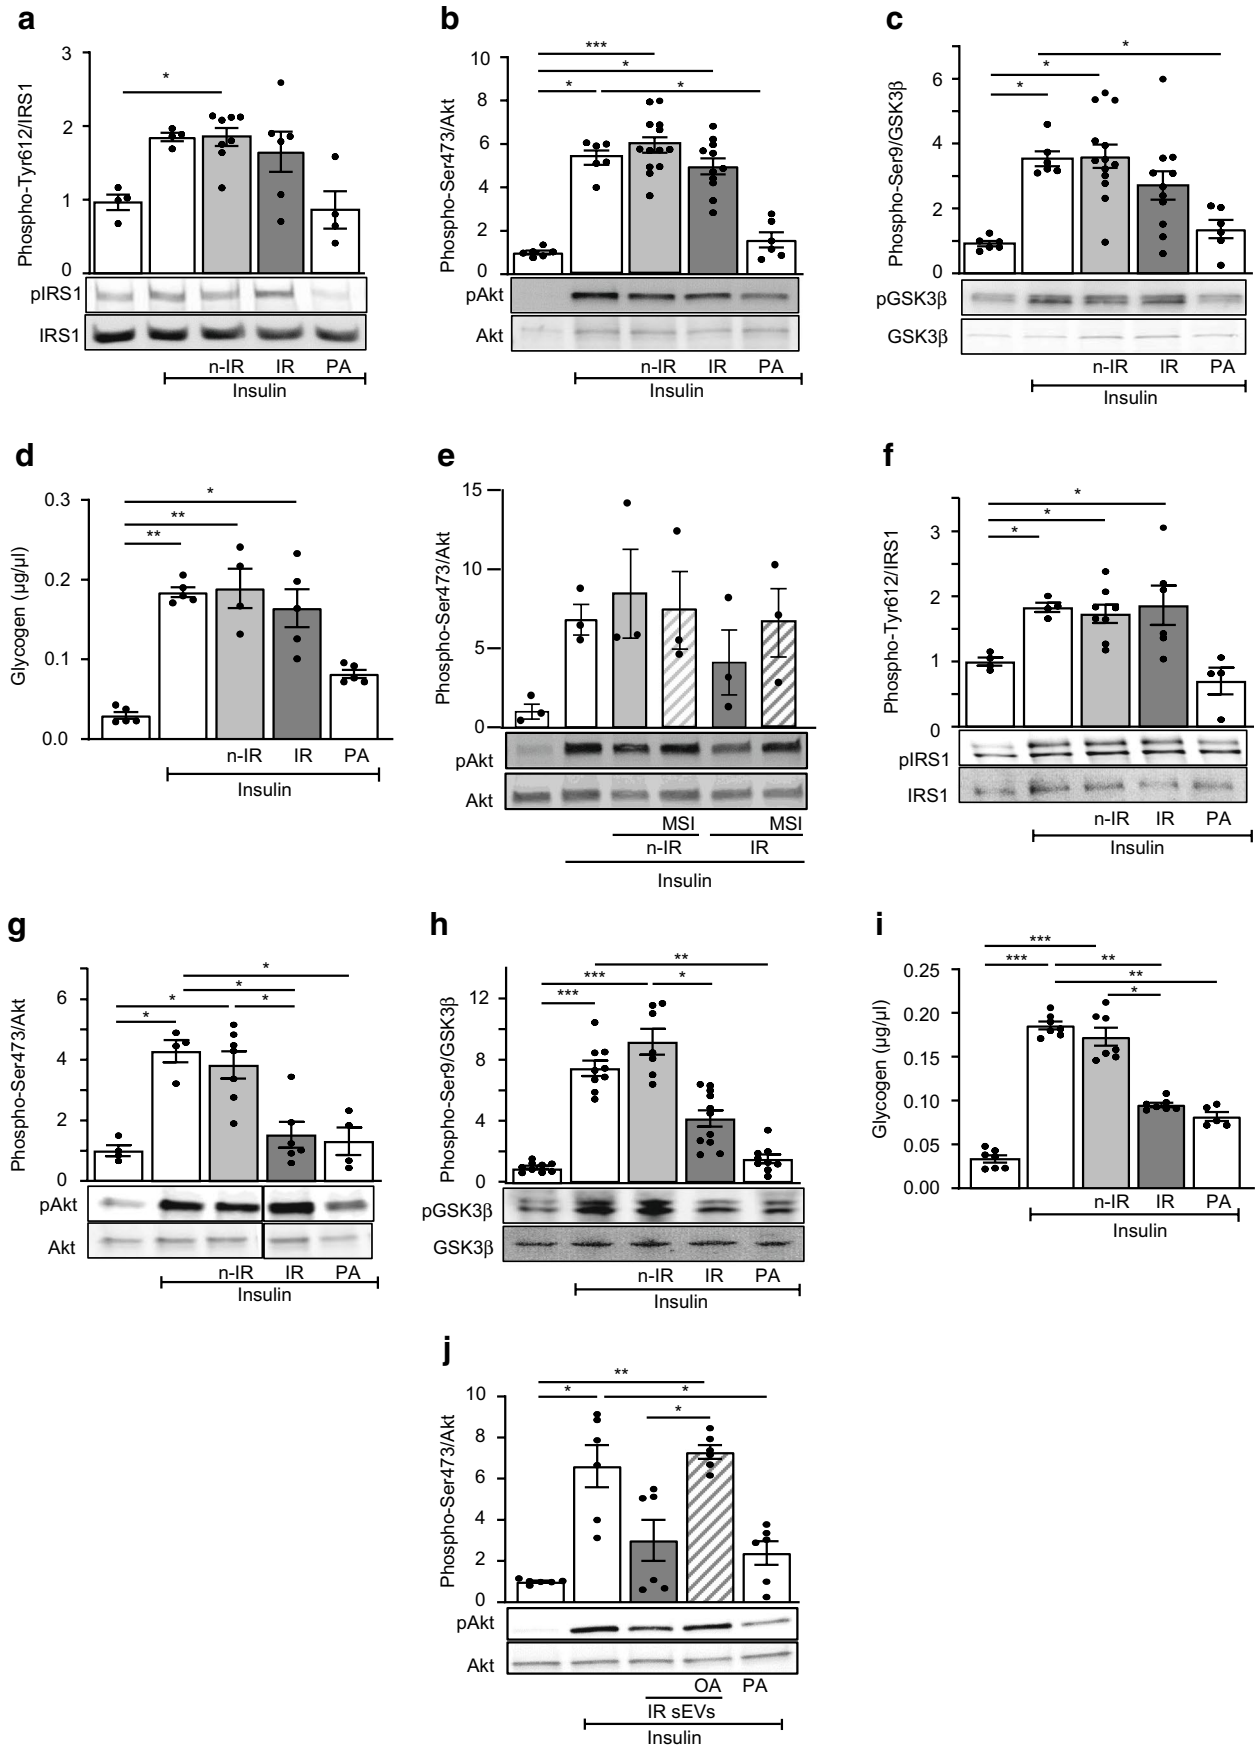 a
Phospho-Tyr612/IRS1
3
2
1
0
*
pIRS1
IRS1
n-IR IR PA
Insulin
b
Phospho-Ser473/Akt
10
8
6
4
2
0
***
*
* *
pAkt
Akt
n-IR IR PA
Insulin
c
Phospho-Ser9/GSK3β
6
4
2
0
*
*
*
pGSK3β
GSK3β
n-IR IR PA
Insulin
d
Glycogen (µg/µl)
0.3
0.2
0.1
0.0
*
**
**
n-IR IR PA
Insulin
e
Phospho-Ser473/Akt
15
10
5
0
pAkt
Akt
MSI MSI
n-IR IR
Insulin
f
Phospho-Tyr612/IRS1
3
2
1
0
*
*
*
pIRS1
IRS1
n-IR IR PA
Insulin
g
Phospho-Ser473/Akt
6
4
2
0
*
*
* *
*
pAkt
Akt
n-IR IR PA
Insulin
h
Phospho-Ser9/GSK3β
12
8
4
0
**
*** *
***
pGSK3β
GSK3β
n-IR IR PA
Insulin
i
Glycogen (µg/µl)
0.25
0.20
0.15
0.10
0.05
0.00
***
*** **
**
*
n-IR IR PA
Insulin
j
Phospho-Ser473/Akt
10
8
6
4
2
0
**
* *
*
pAkt
Akt
OA PA
IR sEVs
Insulin